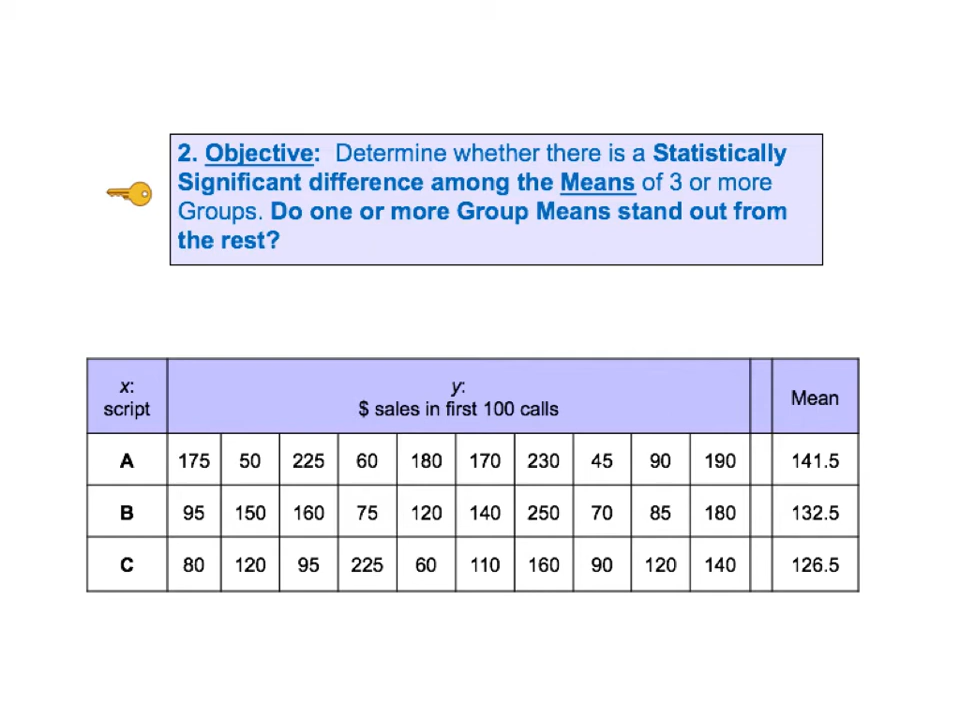 2. Objective: Determine whether there is a Statistically
Significant difference among the Means of 3 or more
Groups. Do one or more Group Means stand out from
the rest?
x: script y: $ sales in first 100 calls Mean
A 175 50 225 60 180 170 230 45 90 190 141.5
B 95 150 160 75 120 140 250 70 85 180 132.5
C 80 120 95 225 60 110 160 90 120 140 126.5